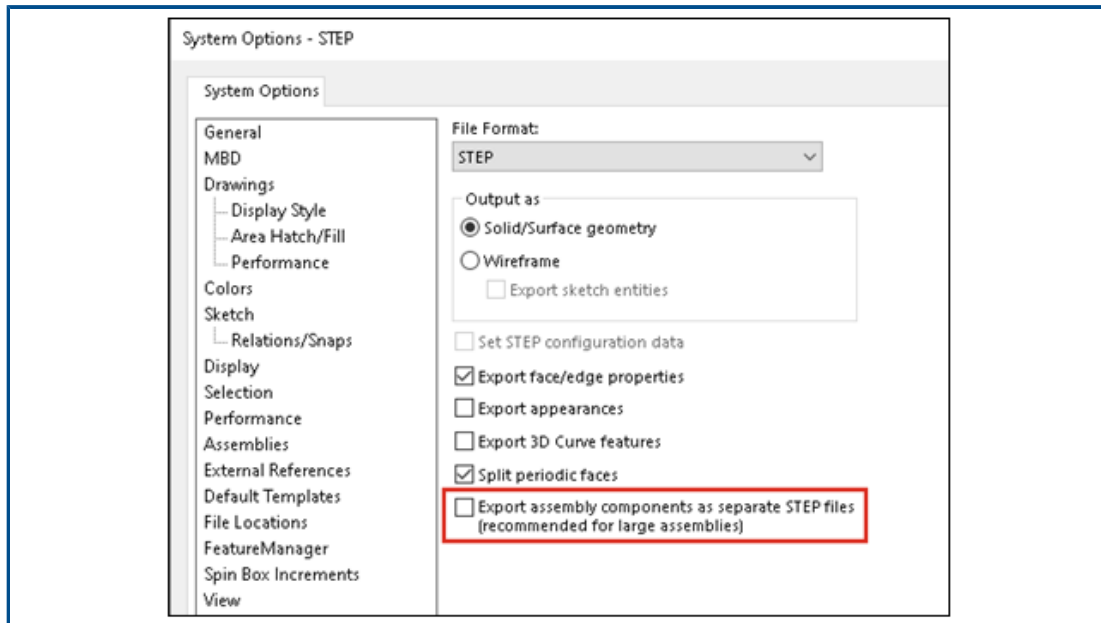 System Options - STEP
System Options
General
MBD
Drawings
Display Style
Area Hatch/Fill
Performance
Colors
Sketch
Relations/Snaps
Display
Selection
Performance
Assemblies
External References
Default Templates
File Locations
FeatureManager
Spin Box Increments
View
File Format:
STEP
Output as
Solid/Surface geometry
Wireframe
Export sketch entities
Set STEP configuration data
Export face/edge properties
Export appearances
Export 3D Curve features
Split periodic faces
Export assembly components as separate STEP files
(recommended for large assemblies)